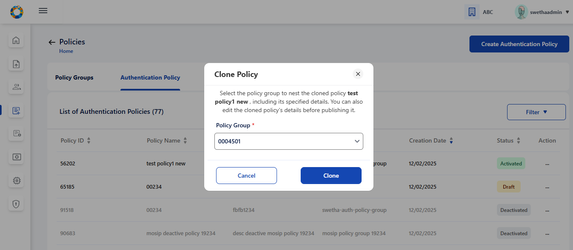 ABC
swethaadmin
Policies
Home
Create Authentication Policy
Policy Groups
Authentication Policy
List of Authentication Policies (77)
Filter
Policy ID
Policy Name
Creation Date
Status
Action
56202
test policy1 new
group
12/02/2025
Activated
...
65185
00234
12/02/2025
Draft
...
91518
00234
fbfb1234
swetha-auth-policy-group
12/02/2025
Deactivated
...
80883
mosip deactive policy 19234
desc deactive mosip policy 19234
mosip policy group 19234
12/02/2025
Deactivated
...
Clone Policy
Select the policy group to nest the cloned policy test
policy1 new , including its specified details. You can also
edit the cloned policy's details before publishing it.
Policy Group *
0004501
Cancel
Clone